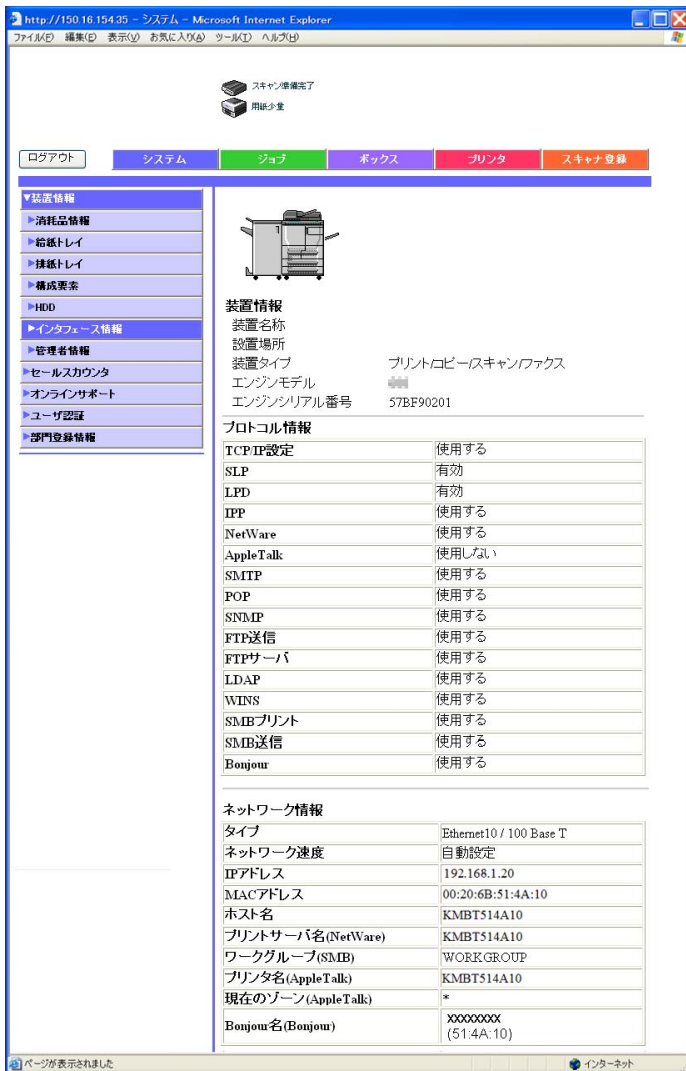 http://150.16.154.35 - システム - Microsoft Internet Explorer
ファイル(F) 編集(E) 表示(V) お気に入り(A) ツール(T) ヘルプ(H)
スキャン準備完了
用紙少量
ログアウト システム ジョブ ボックス プリンタ スキャナ登録
▼装置情報
▶消耗品情報
▶給紙トレイ
▶排紙トレイ
▶構成要素
▶HDD
▶インタフェース情報
▶管理者情報
▶セールスカウンタ
▶オンラインサポート
▶ユーザ認証
▶部門登録情報
装置情報
装置名称
設置場所
装置タイプ プリント/コピー/スキャン/ファクス
エンジンモデル
エンジンシリアル番号 57BF90201
プロトコル情報
TCP/IP設定 使用する
SLP 有効
LPD 有効
IPP 使用する
NetWare 使用する
AppleTalk 使用しない
SMTP 使用する
POP 使用する
SNMP 使用する
FTP送信 使用する
FTPサーバ 使用する
LDAP 使用する
WINS 使用する
SMBプリント 使用する
SMB送信 使用する
Bonjour 使用する
ネットワーク情報
タイプ Ethernet10 / 100 Base T
ネットワーク速度 自動設定
IPアドレス 192.168.1.20
MACアドレス 00:20:6B:51:4A:10
ホスト名 KMBT514A10
プリントサーバ名(NetWare) KMBT514A10
ワークグループ(SMB) WORKGROUP
プリンタ名(AppleTalk) KMBT514A10
現在のゾーン(AppleTalk) *
Bonjour名(Bonjour) XXXXXXXX
(51:4A:10)
ページが表示されました インターネット